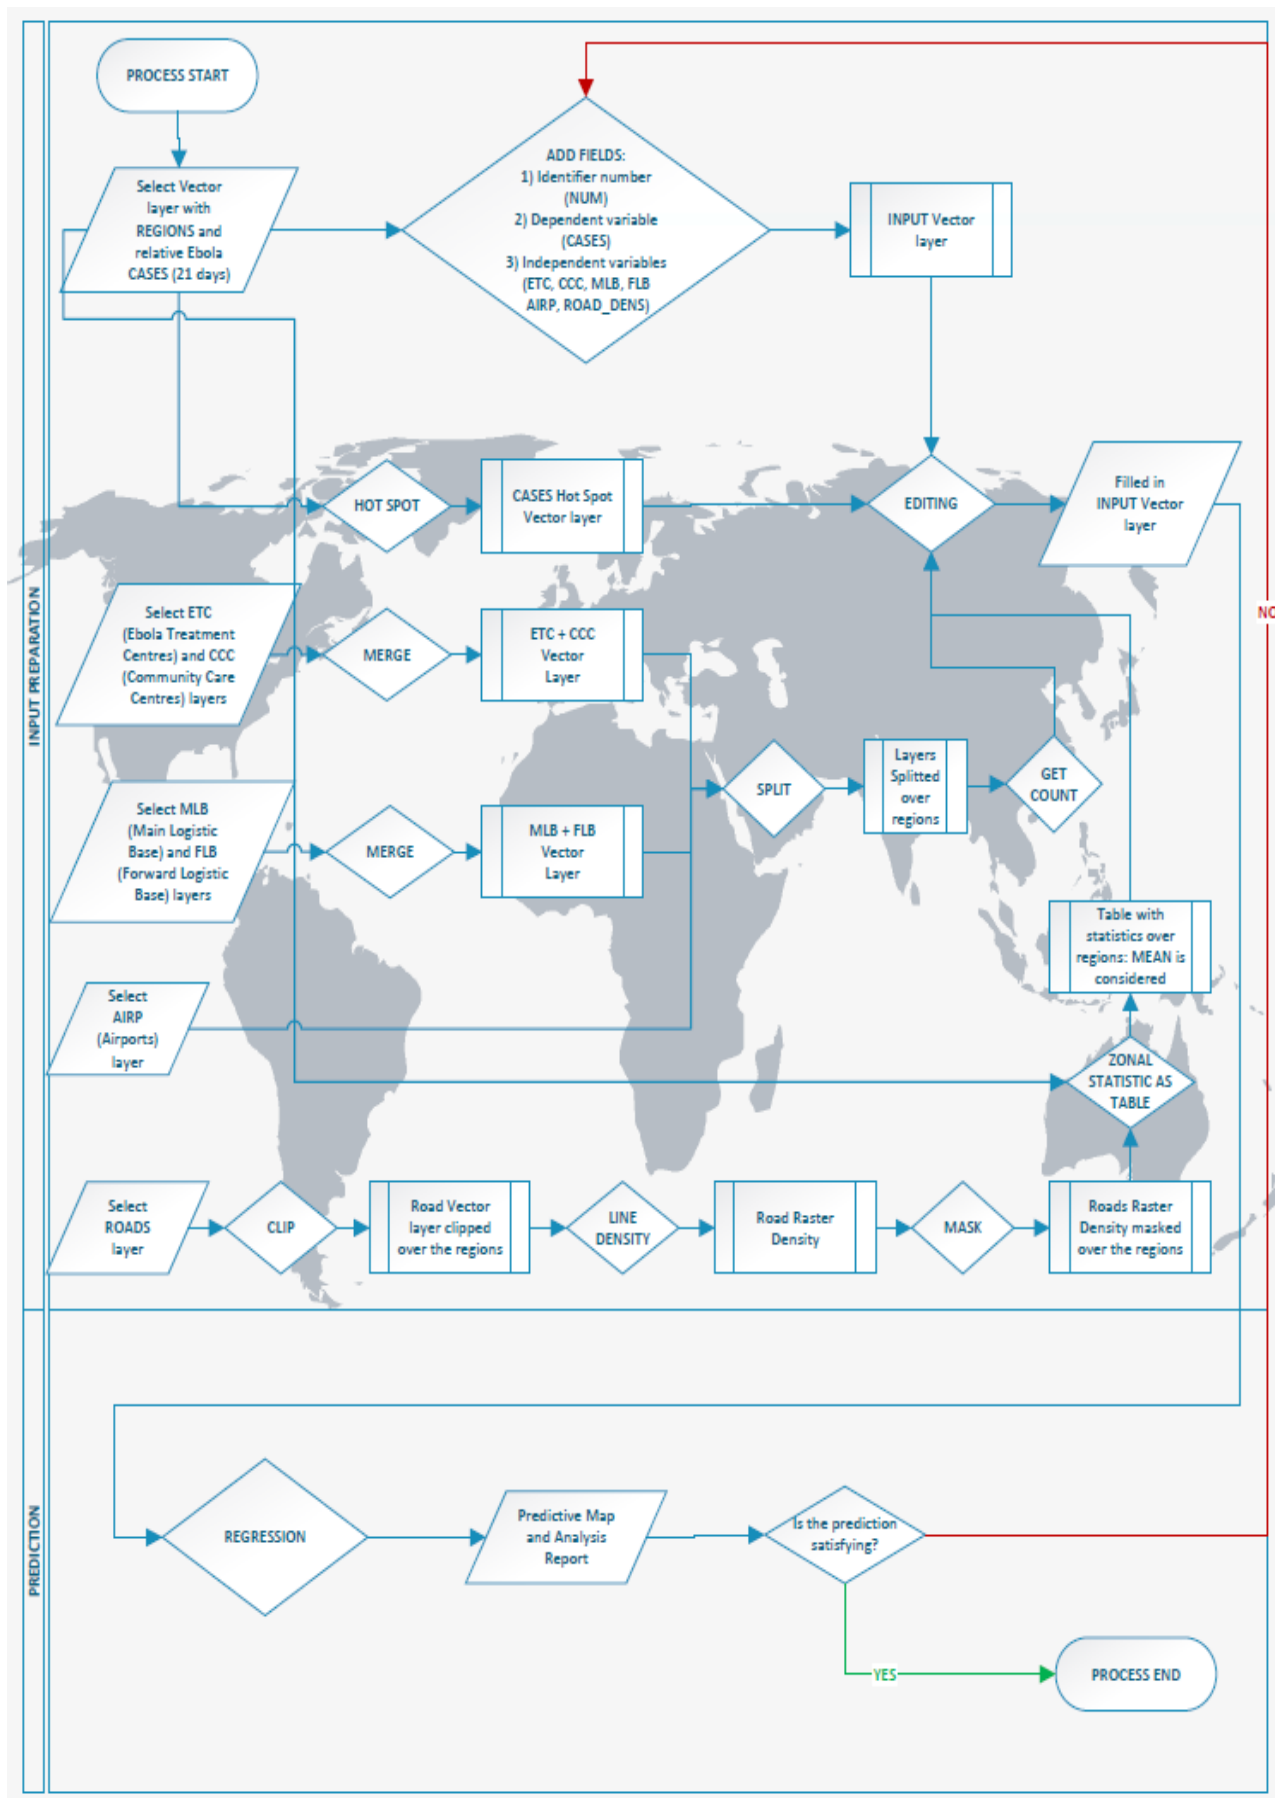 PROCESS START
Select Vector
layer with
REGIONS and
relative Ebola
CASES (21 days)
ADD FIELDS:
1) Identifier number
(NUM)
2) Dependent variable
(CASES)
3) Independent variables
(ETC, CCC, MLB, FLB
AIRP, ROAD_DENS)
INPUT Vector
layer
INPUT PREPARATION
HOT SPOT
CASES Hot Spot
Vector layer
EDITING
Filled in
INPUT Vector
layer
NO
Select ETC
(Ebola Treatment
Centres) and CCC
(Community Care
Centres) layers
MERGE
ETC + CCC
Vector
Layer
Select MLB
(Main Logistic
Base) and FLB
(Forward Logistic
Base) layers
MERGE
MLB + FLB
Vector
Layer
SPLIT
Layers
Splitted
over
regions
GET
COUNT
Table with
statistics over
regions: MEAN is
considered
Select
AIRP
(Airports)
layer
ZONAL
STATISTIC AS
TABLE
Select
ROADS
layer
CLIP
Road Vector
layer clipped
over the regions
LINE
DENSITY
Road Raster
Density
MASK
Roads Raster
Density masked
over the regions
PREDICTION
REGRESSION
Predictive Map
and Analysis
Report
Is the prediction
satisfying?
YES
PROCESS END